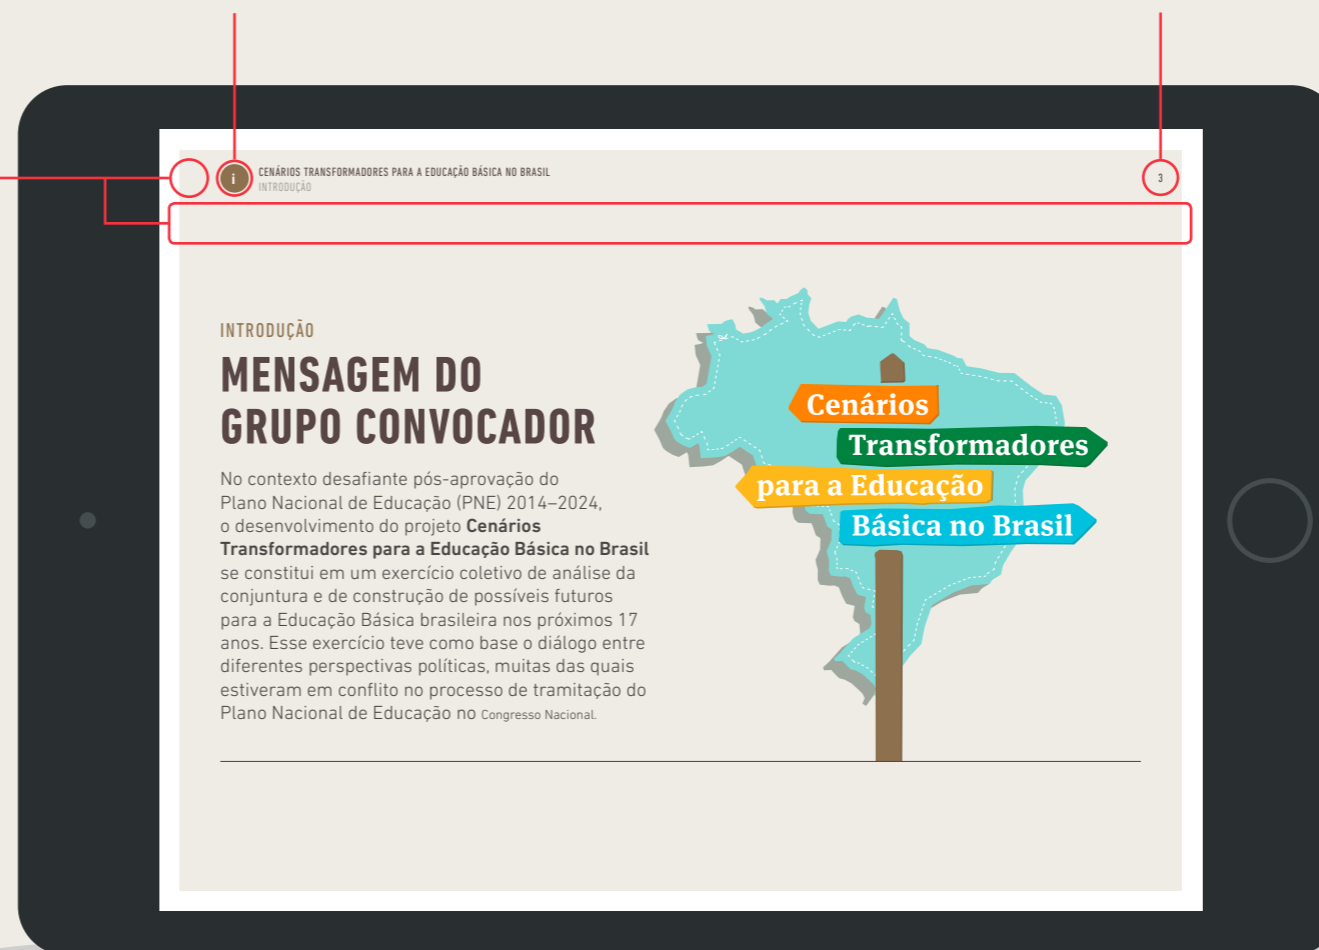 i
CENÁRIOS TRANSFORMADORES PARA A EDUCAÇÃO BÁSICA NO BRASIL
INTRODUÇÃO
3
INTRODUÇÃO
MENSAGEM DO
GRUPO CONVOCADOR
No contexto desafiante pós-aprovação do
Plano Nacional de Educação (PNE) 2014–2024,
o desenvolvimento do projeto Cenários
Transformadores para a Educação Básica no Brasil
se constitui em um exercício coletivo de análise da
conjuntura e de construção de possíveis futuros
para a Educação Básica brasileira nos próximos 17
anos. Esse exercício teve como base o diálogo entre
diferentes perspectivas políticas, muitas das quais
estiveram em conflito no processo de tramitação do
Plano Nacional de Educação no Congresso Nacional.
Cenários
Transformadores
para a Educação
Básica no Brasil